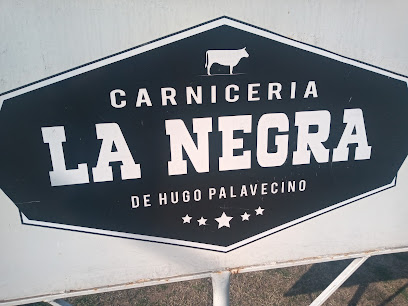 CARNICERIA
LA NEGRA
DE HUGO PALAVECINO